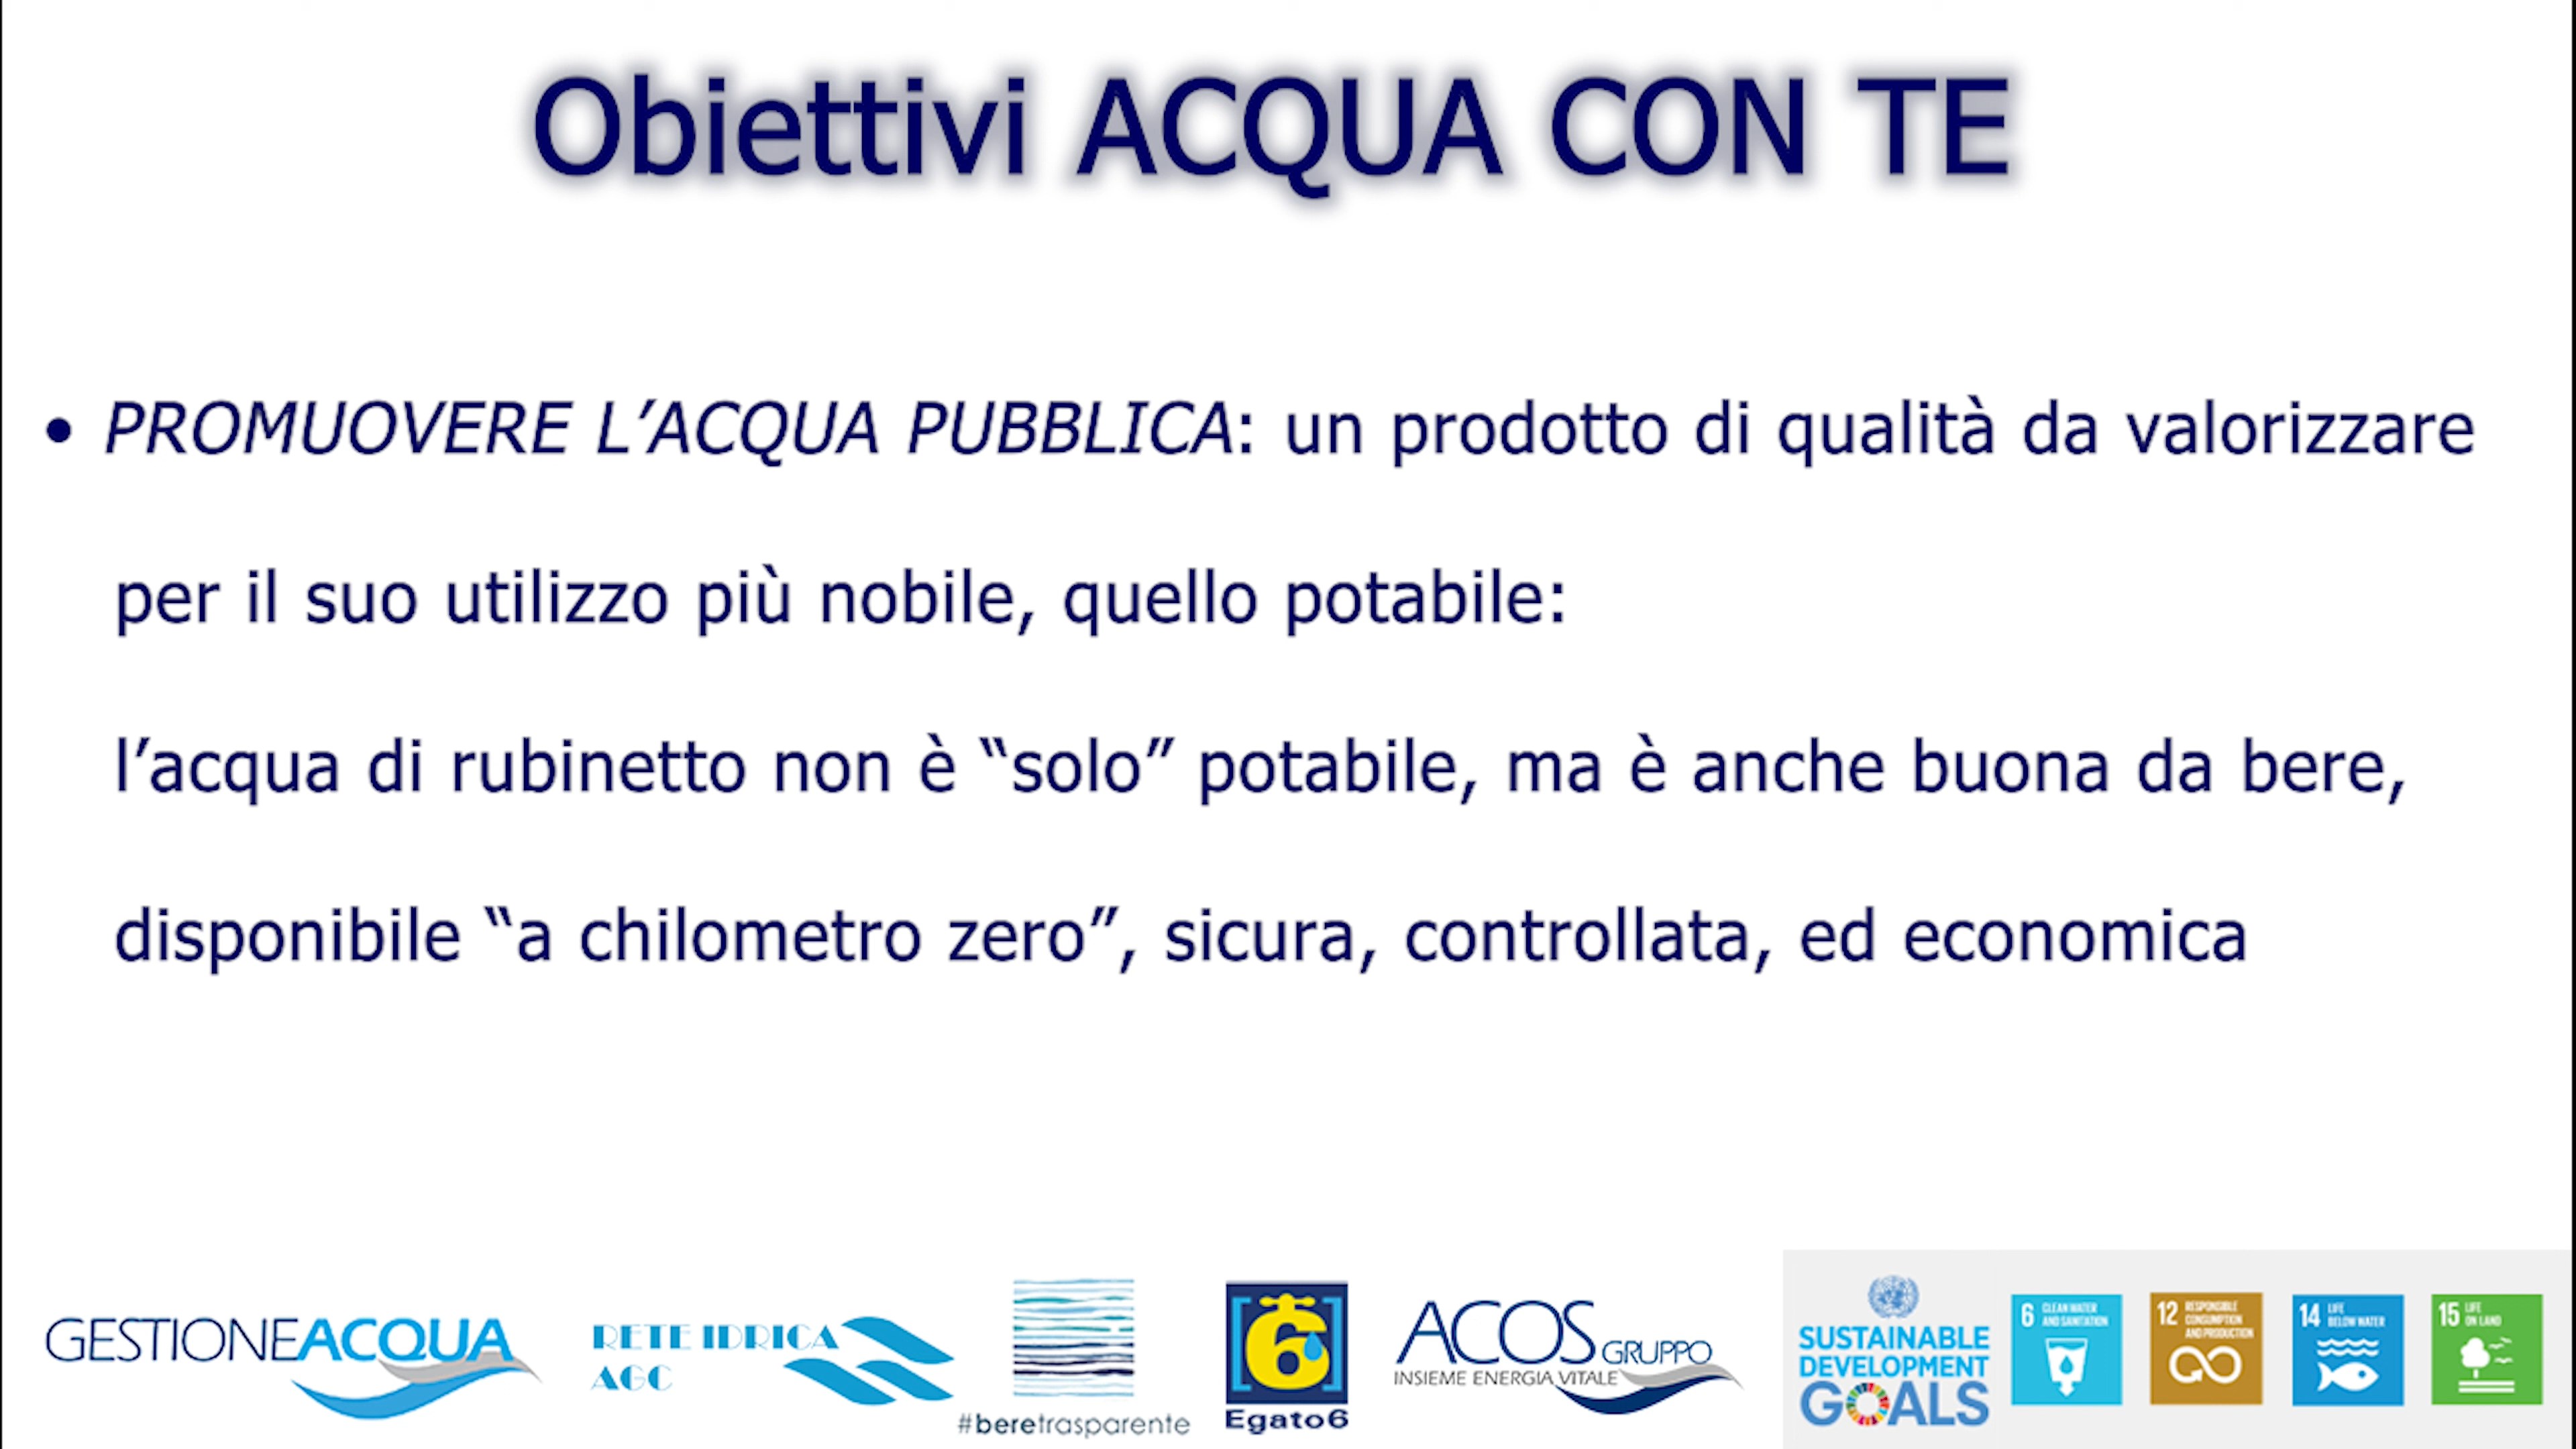 Obiettivi ACQUA CON TE
• PROMUOVERE L’ACQUA PUBBLICA: un prodotto di qualità da valorizzare
per il suo utilizzo più nobile, quello potabile:
l’acqua di rubinetto non è “solo” potabile, ma è anche buona da bere,
disponibile “a chilometro zero”, sicura, controllata, ed economica
GESTIONEACQUA
RETE IDRICA
AGC
#beretrasparente
6
Egato6
ACOS GRUPPO
INSIEME ENERGIA VITALE
SUSTAINABLE
DEVELOPMENT
GOALS
6 CLEAN WATER
AND SANITATION
12 RESPONSIBLE
CONSUMPTION
AND PRODUCTION
14 LIFE
BELOW WATER
15 LIFE
ON LAND